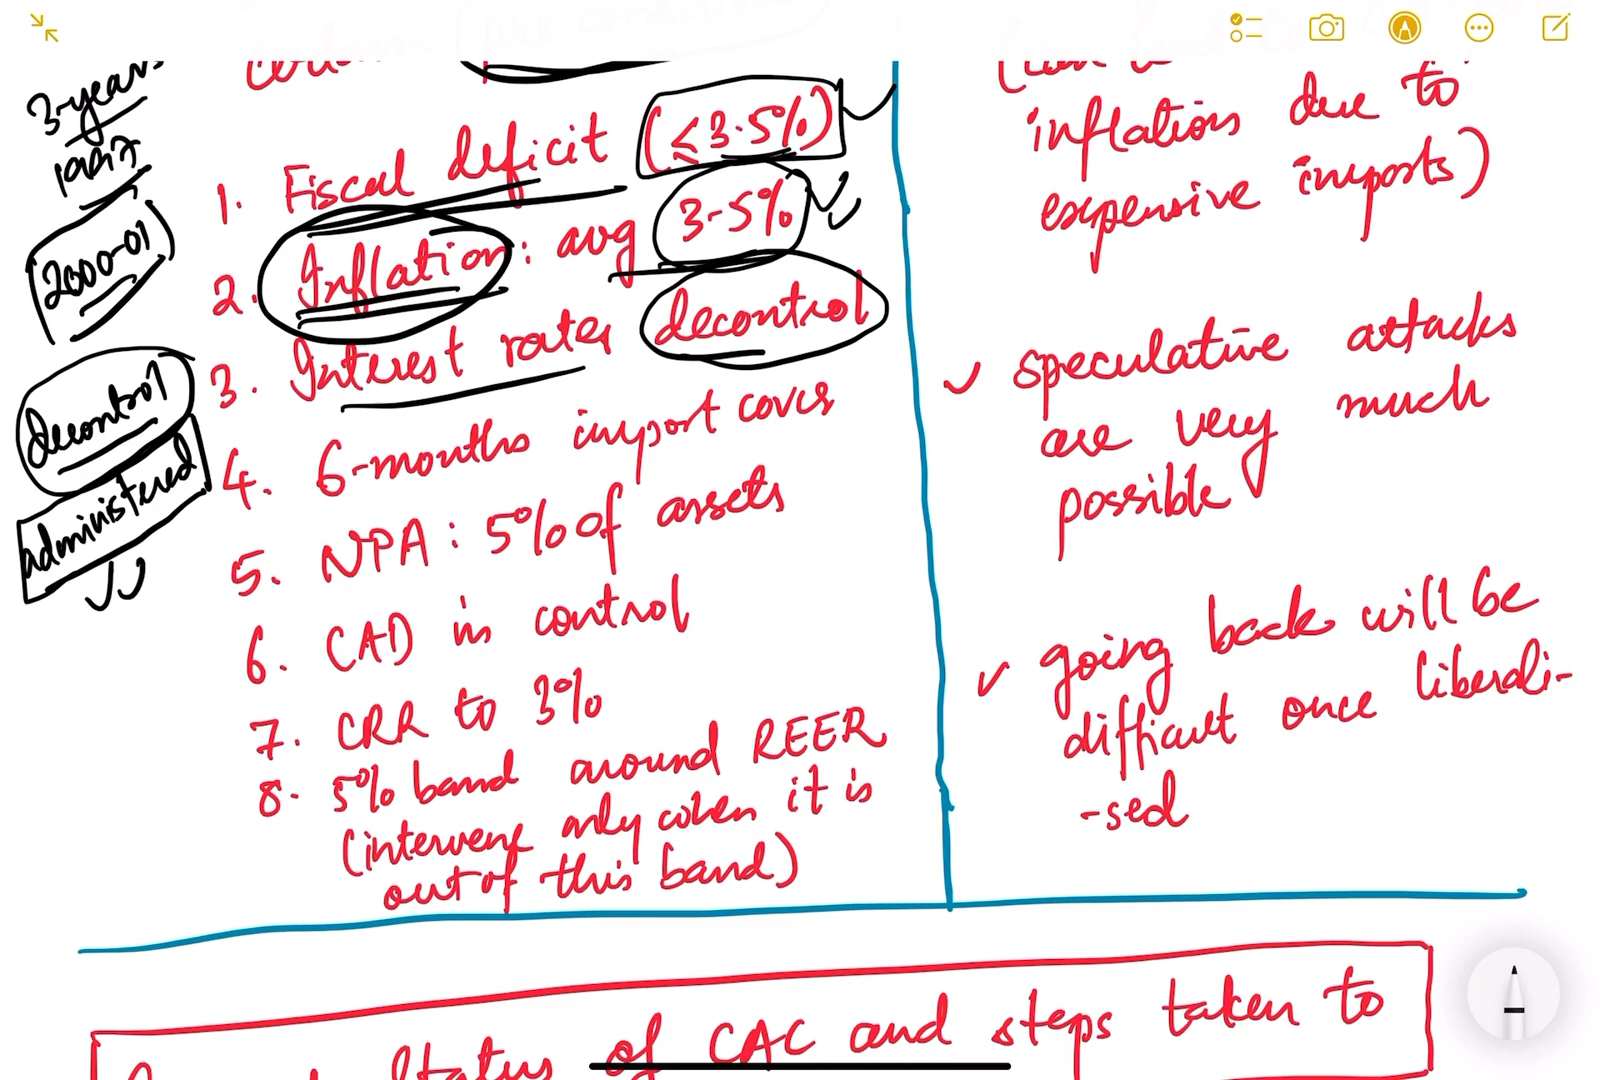 3-years
1997
2000-01
decontrol
administered
1. Fiscal deficit (≤3.5%)
2. Inflation: avg 3-5%
3. Interest rates decontrol
4. 6-months import cover
5. NPA: 5% of assets
6. CAD in control
7. CRR to 3%
8. 5% band around REER
(intervene only when it is
out of this band)
inflation due to
expensive imports)
speculative attacks
are very much
possible
going back will be
difficult once liberali-
-sed
Status of CAC and steps taken to